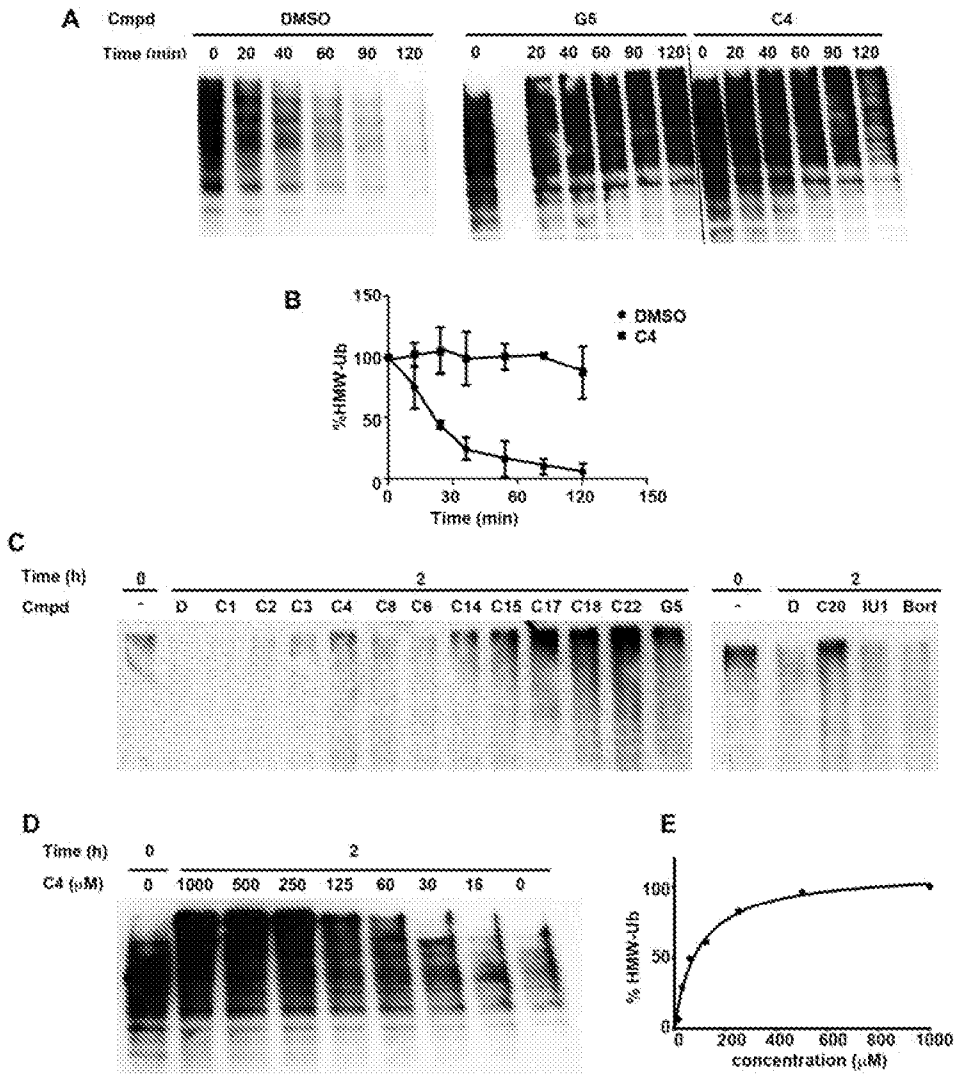 A
Cmpd DMSO G5 C4
Time (min) 0 20 40 60 90 120 0 20 40 60 90 120 0 20 40 60 90 120
B
%HMW-Ub
150
100
50
0
0 30 60 120 150
Time (min)
DMSO
C4
C
Time (h) 0 2 0 2
Cmpd - D C1 C2 C3 C4 C8 C6 C14 C15 C17 C18 C22 G5 - D C20 IU1 Bort
D
Time (h) 0 2
C4 (μM) 0 1000 500 250 125 60 30 16 0
E
% HMW-Ub
100
50
0
0 200 400 600 800 1000
concentration (μM)